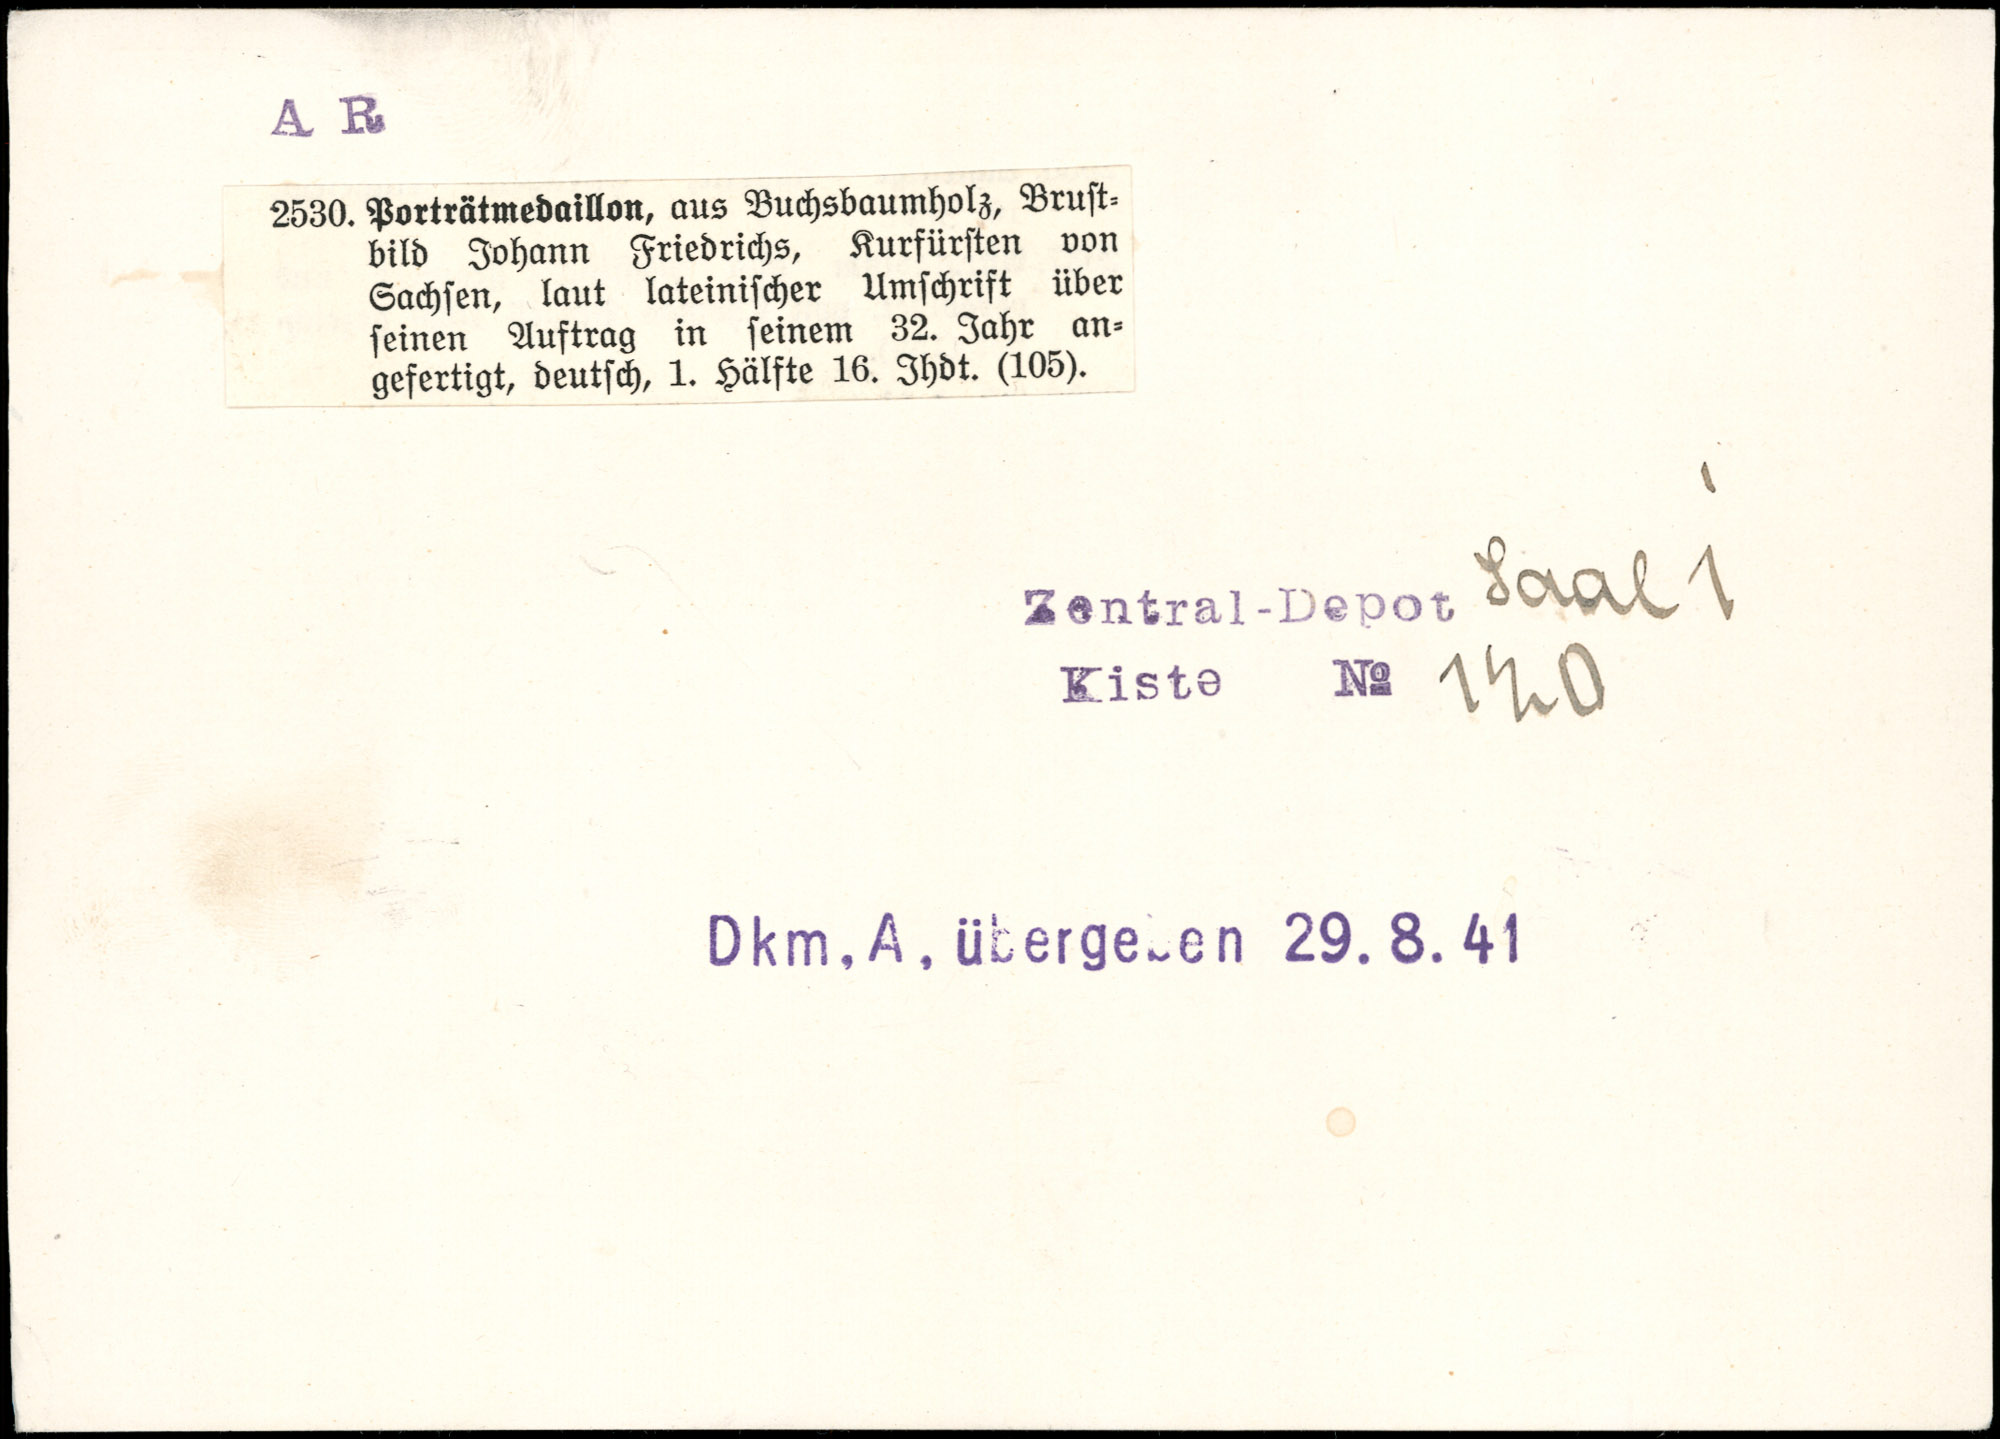 A R
2530. Porträtmedaillon, aus Buchsbaumholz, Brust-
bild Johann Friedrichs, Kurfürsten von
Sachsen, laut lateinischer Umschrift über
seinen Auftrag in seinem 32. Jahr an-
gefertigt, deutsch, 1. Hälfte 16. Jhdt. (105).
Zentral-Depot Saal I
Kiste № 140
Dkm. A. übergeben 29.8.41